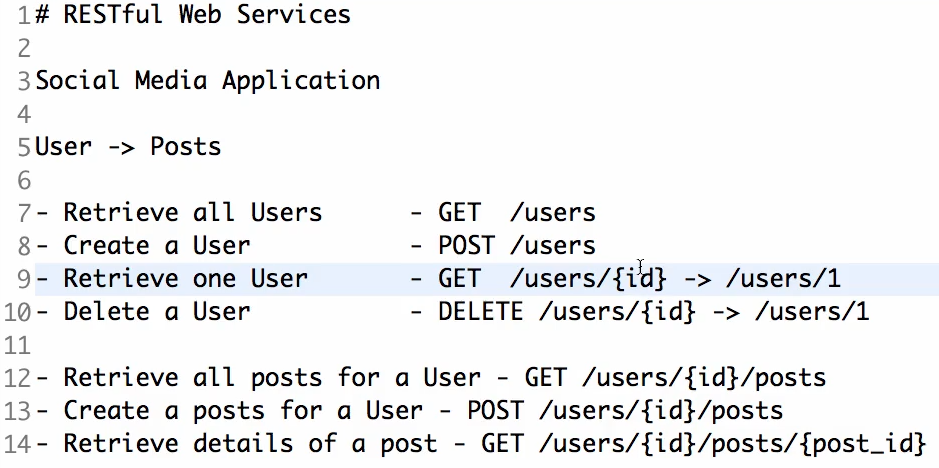 1 # RESTful Web Services
2
3 Social Media Application
4
5 User -> Posts
6
7 - Retrieve all Users      - GET  /users
8 - Create a User           - POST /users
9 - Retrieve one User       - GET  /users/{id} -> /users/1
10 - Delete a User           - DELETE /users/{id} -> /users/1
11
12 - Retrieve all posts for a User - GET /users/{id}/posts
13 - Create a posts for a User - POST /users/{id}/posts
14 - Retrieve details of a post - GET /users/{id}/posts/{post_id}